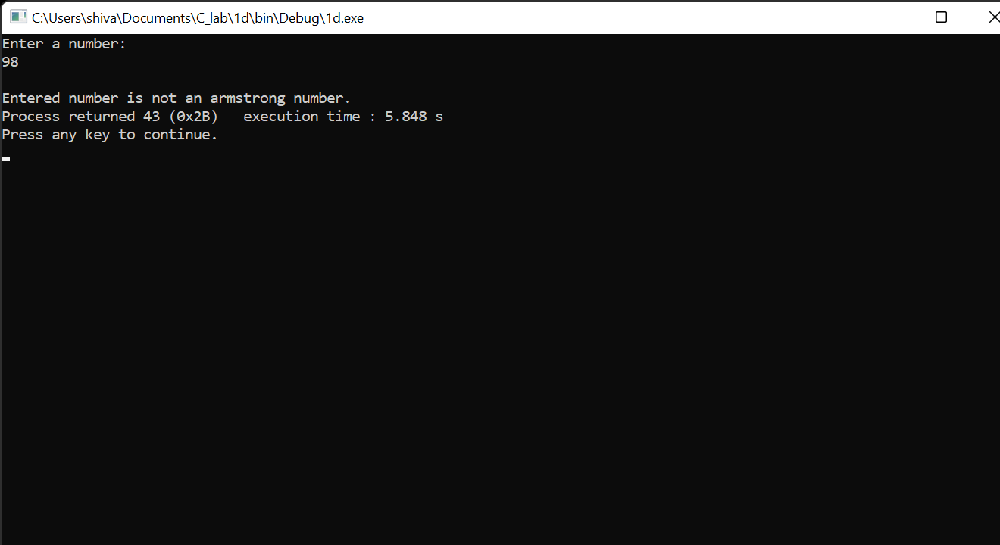 C:\Users\shiva\Documents\C_lab\1d\bin\Debug\1d.exe
Enter a number:
98
Entered number is not an armstrong number.
Process returned 43 (0x2B)   execution time : 5.848 s
Press any key to continue.